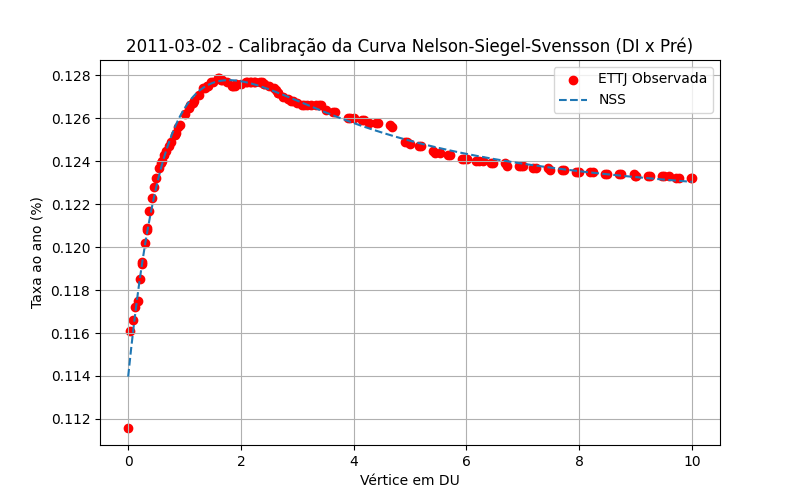 2011-03-02 - Calibração da Curva Nelson-Siegel-Svensson (DI x Pré)
ETTJ Observada
NSS
Taxa ao ano (%)
0.128
0.126
0.124
0.122
0.120
0.118
0.116
0.114
0.112
0 2 4 6 8 10
Vértice em DU